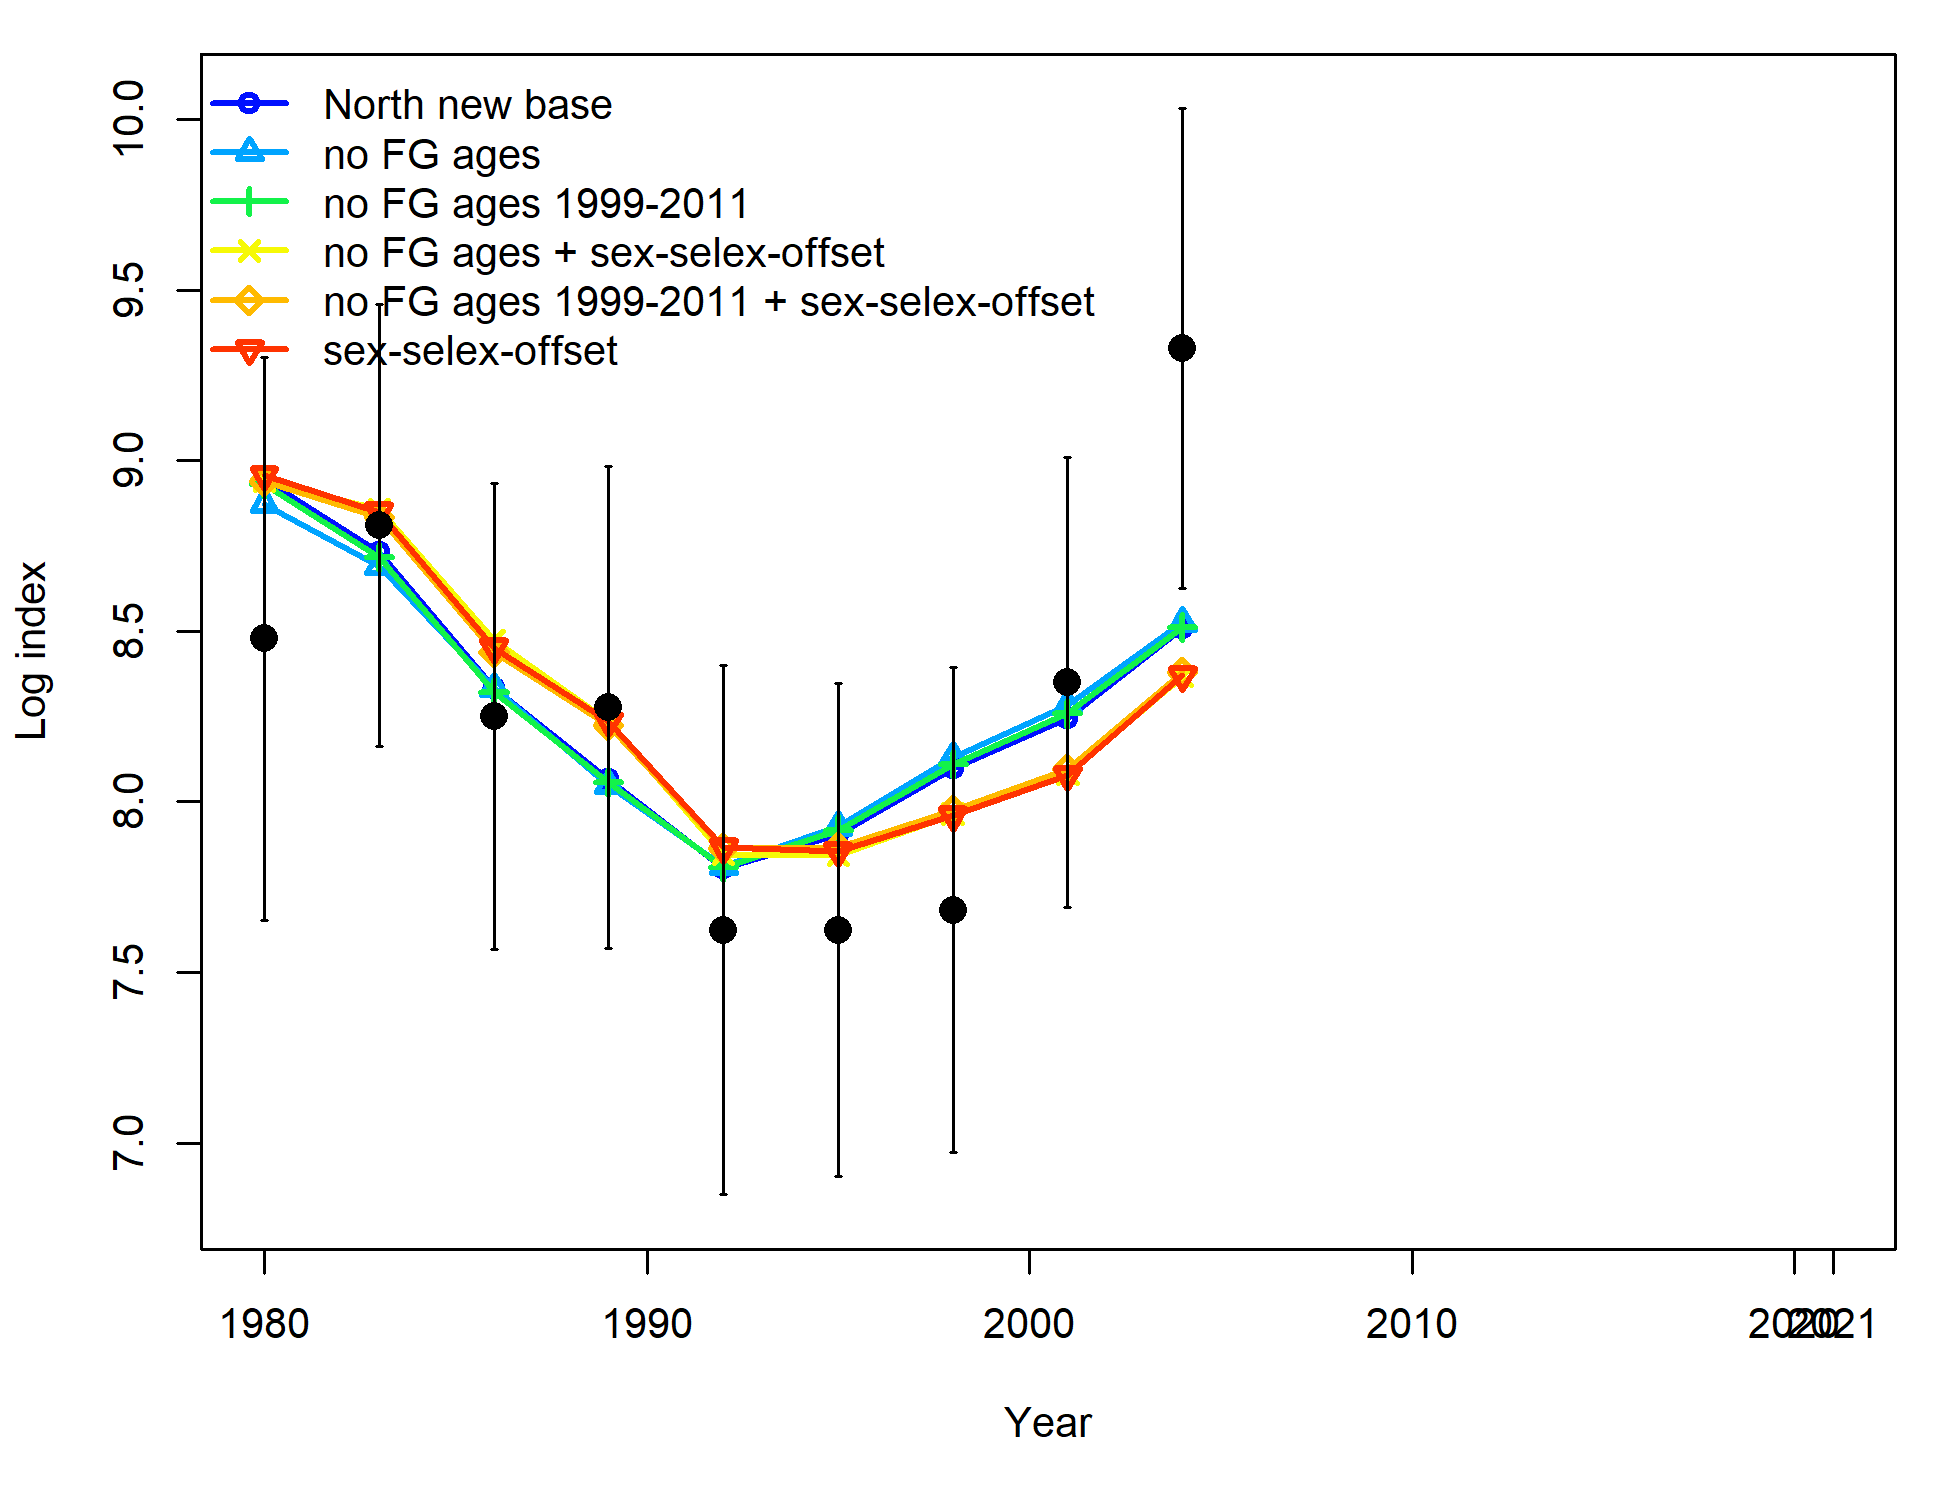 North new base
no FG ages
no FG ages 1999-2011
no FG ages + sex-selex-offset
no FG ages 1999-2011 + sex-selex-offset
sex-selex-offset
10.0
9.5
9.0
8.5
8.0
7.5
7.0
Log index
1980 1990 2000 2010 2020 2021
Year